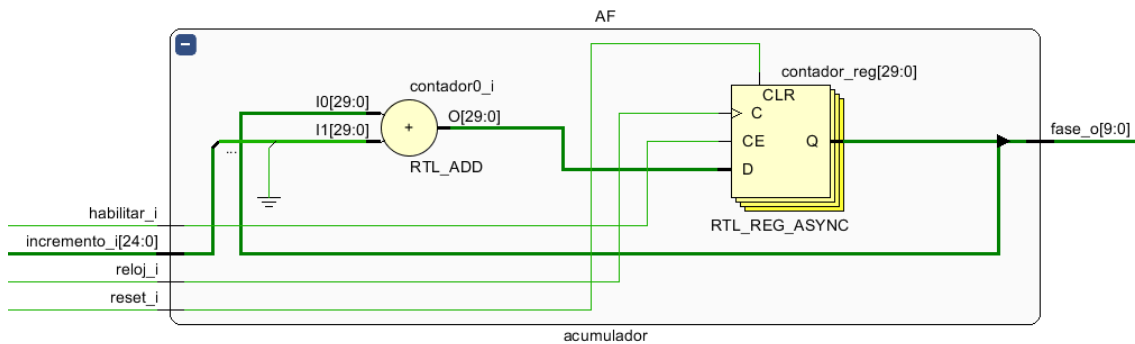 AF
contador_reg[29:0]
contador0_i
CLR
I0[29:0]
O[29:0]
C
fase_o[9:0]
I1[29:0]
+
CE
Q
...
RTL_ADD
D
habilitar_i
RTL_REG_ASYNC
incremento_i[24:0]
reloj_i
reset_i
acumulador